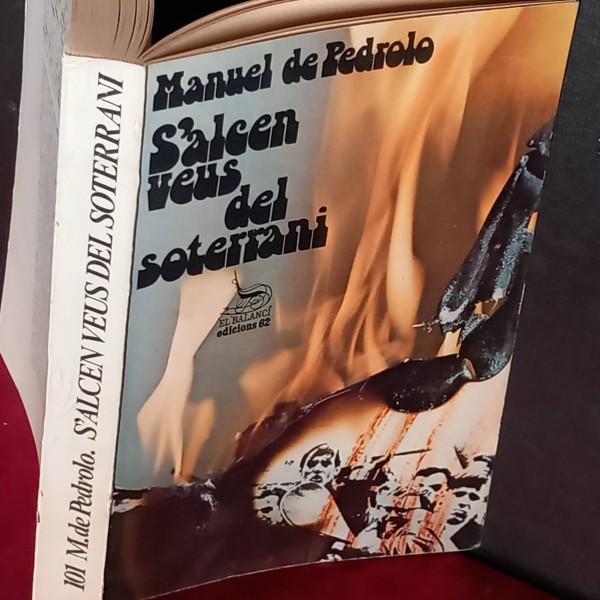 Manuel de Pedrolo
S'alcen
veus
del
soterrani
EL BALANCÍ
edicions 62
101 M. de Pedrolo. S'ALCEN VEUS DEL SOTERRANI